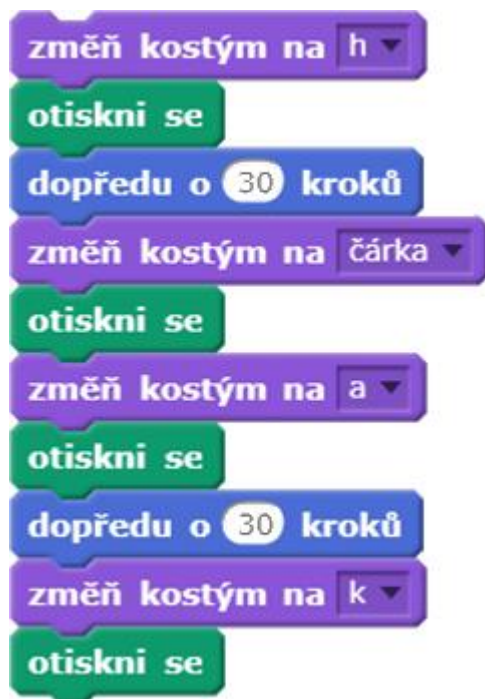 změň kostým na h
otiskni se
dopředu o 30 kroků
změň kostým na čárka
otiskni se
změň kostým na a
otiskni se
dopředu o 30 kroků
změň kostým na k
otiskni se